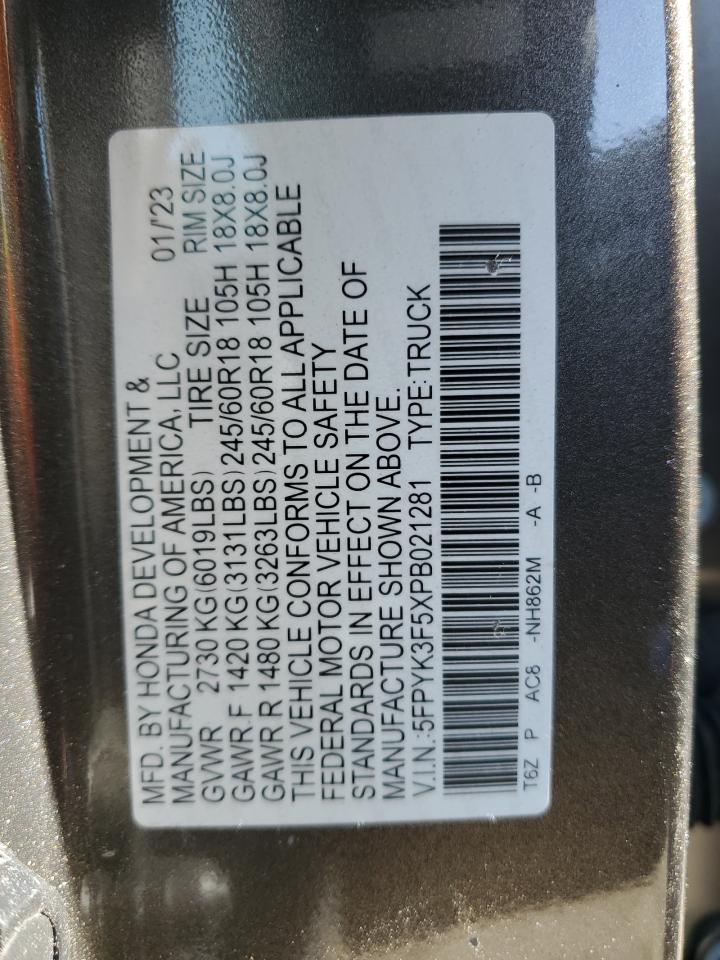 MFD. BY HONDA DEVELOPMENT &
MANUFACTURING OF AMERICA, LLC 01/'23
GVWR 2730 KG(6019LBS) TIRE SIZE RIM SIZE
GAWR.F 1420 KG(3131LBS) 245/60R18 105H 18X8.0J
GAWR R 1480 KG(3263LBS) 245/60R18 105H 18X8.0J
THIS VEHICLE CONFORMS TO ALL APPLICABLE
FEDERAL MOTOR VEHICLE SAFETY
STANDARDS IN EFFECT ON THE DATE OF
MANUFACTURE SHOWN ABOVE.
V.I.N.:5FPYK3F5XPB021281 TYPE:TRUCK
T6Z P AC8 -NH862M -A -B